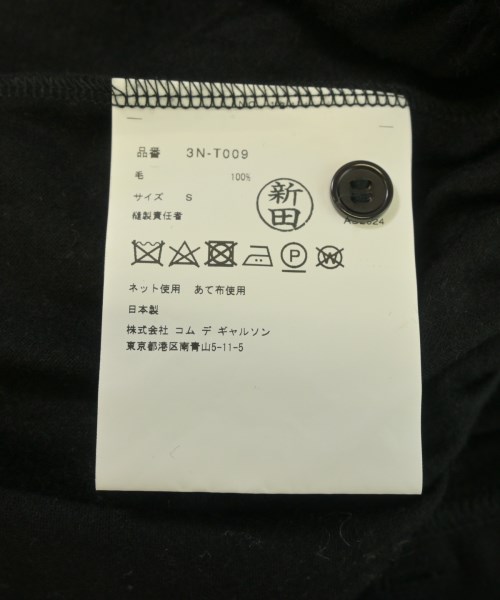 品番 3N-T009
毛 100%
サイズ S
縫製責任者
新田
ネット使用 あて布使用
日本製
株式会社 コム デ ギャルソン
東京都港区南青山5-11-5